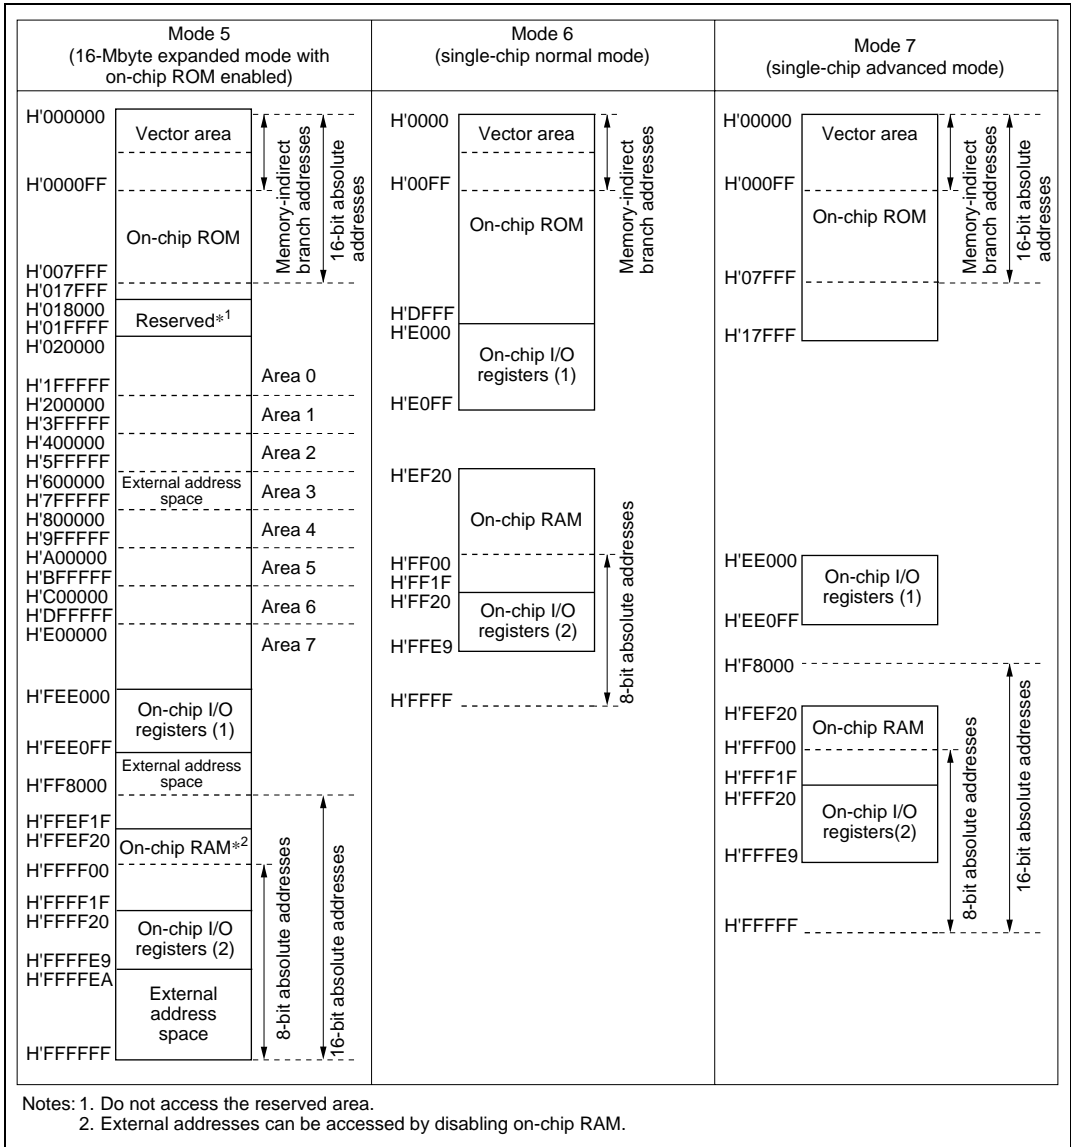 Mode 5
(16-Mbyte expanded mode with
on-chip ROM enabled)
H'000000
Vector area
H'0000FF
On-chip ROM
H'007FFF
H'017FFF
H'018000
Reserved*1
H'01FFFF
H'020000
Area 0
H'1FFFFF
H'200000
Area 1
H'3FFFFF
H'400000
Area 2
H'5FFFFF
H'600000
External address
space
Area 3
H'7FFFFF
H'800000
Area 4
H'9FFFFF
H'A00000
Area 5
H'BFFFFF
H'C00000
Area 6
H'DFFFFF
H'E00000
Area 7
H'FEE000
On-chip I/O
registers (1)
H'FEE0FF
External address
space
H'FF8000
H'FFEF1F
H'FFEF20
On-chip RAM*2
H'FFFF00
H'FFFF1F
H'FFFF20
On-chip I/O
registers (2)
H'FFFFE9
H'FFFFEA
External
address
space
H'FFFFFF
Memory-indirect
branch addresses
16-bit absolute
addresses
8-bit absolute addresses
16-bit absolute addresses
Mode 6
(single-chip normal mode)
H'0000
Vector area
H'00FF
On-chip ROM
H'DFFF
H'E000
On-chip I/O
registers (1)
H'E0FF
H'EF20
On-chip RAM
H'FF00
H'FF1F
H'FF20
On-chip I/O
registers (2)
H'FFE9
H'FFFF
Memory-indirect
branch addresses
8-bit absolute addresses
Mode 7
(single-chip advanced mode)
H'00000
Vector area
H'000FF
On-chip ROM
H'07FFF
H'17FFF
H'EE000
On-chip I/O
registers (1)
H'EE0FF
H'F8000
H'FEF20
On-chip RAM
H'FFF00
H'FFF1F
H'FFF20
On-chip I/O
registers(2)
H'FFFE9
H'FFFFF
Memory-indirect
branch addresses
16-bit absolute
addresses
8-bit absolute addresses
16-bit absolute addresses
Notes: 1. Do not access the reserved area.
2. External addresses can be accessed by disabling on-chip RAM.